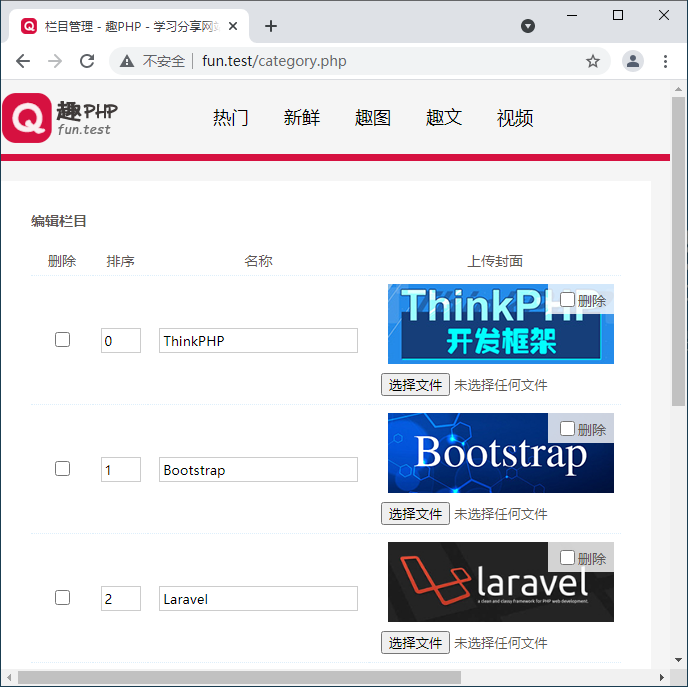 栏目管理 - 趣PHP - 学习分享网站
不安全 | fun.test/category.php
趣PHP
fun.test
热门 新鲜 趣图 趣文 视频
编辑栏目
删除 排序 名称 上传封面
ThinkPHP 删除
开发框架
0 ThinkPHP
选择文件 未选择任何文件
Bootstrap 删除
1 Bootstrap
选择文件 未选择任何文件
laravel 删除
a clean and classy framework for PHP web development.
2 Laravel
选择文件 未选择任何文件